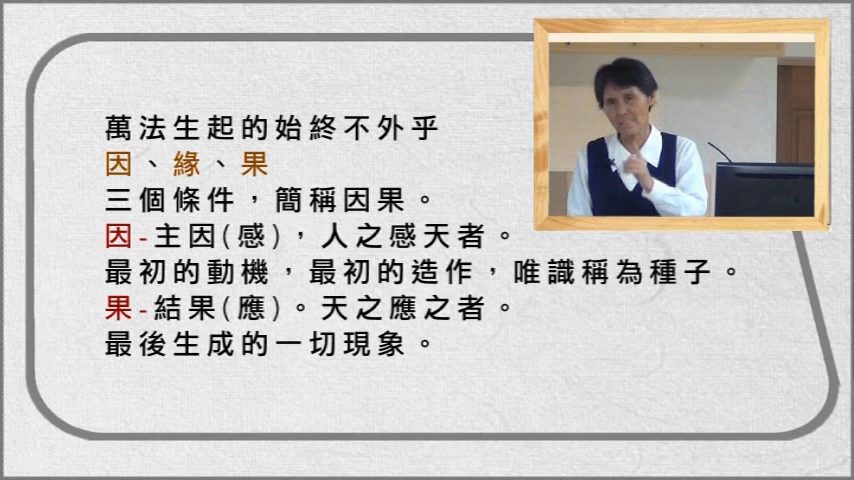 萬法生起的始終不外乎
因、緣、果
三個條件，簡稱因果。
因-主因(感)，人之感天者。
最初的動機，最初的造作，唯識稱為種子。
果-結果(應)。天之應之者。
最後生成的一切現象。